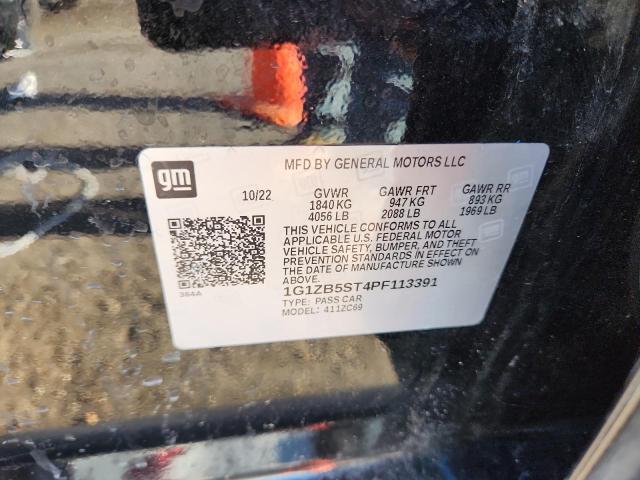 gm
MFD BY GENERAL MOTORS LLC
10/22 GVWR GAWR FRT GAWR RR
1840 KG 947 KG 893 KG
4056 LB 2088 LB 1969 LB
THIS VEHICLE CONFORMS TO ALL
APPLICABLE U.S. FEDERAL MOTOR
VEHICLE SAFETY, BUMPER, AND THEFT
PREVENTION STANDARDS IN EFFECT ON
THE DATE OF MANUFACTURE SHOWN
ABOVE.
1G1ZB5ST4PF113391
384A
TYPE: PASS CAR
MODEL: 411ZC69